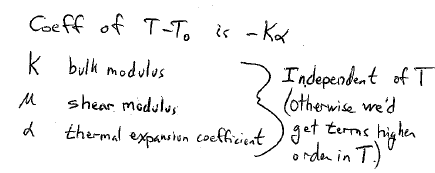 Coeff of T-T₀ is -Kα
K bulk modulus
μ shear modulus
α thermal expansion coefficient
Independent of T
(otherwise we'd
get terms higher
order in T.)